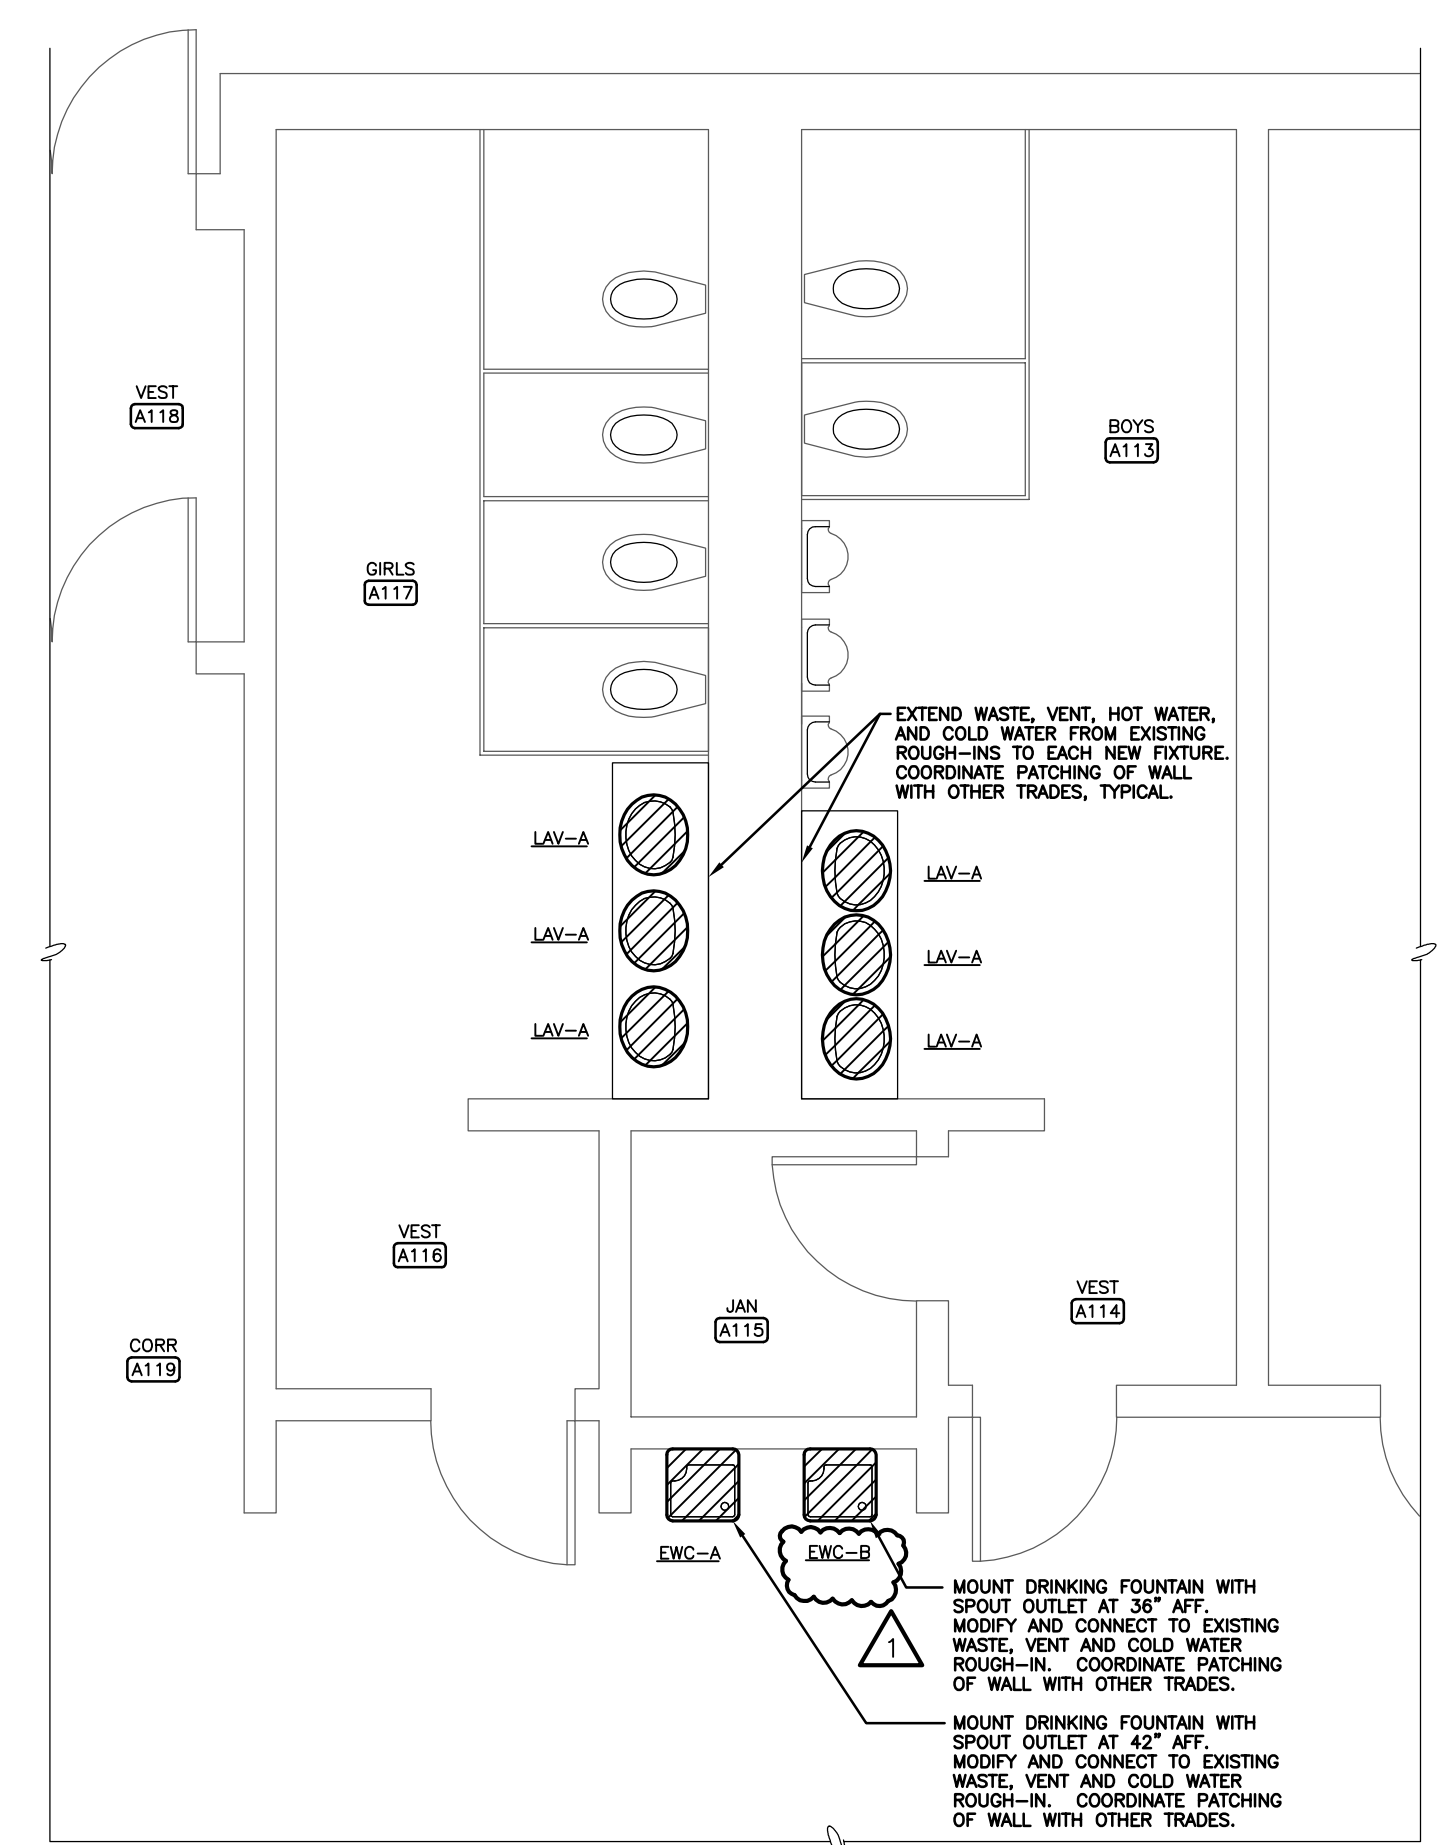 VEST
A118
BOYS
A113
GIRLS
A117
EXTEND WASTE, VENT, HOT WATER,
AND COLD WATER FROM EXISTING
ROUGH-INS TO EACH NEW FIXTURE.
COORDINATE PATCHING OF WALL
WITH OTHER TRADES, TYPICAL.
LAV-A
LAV-A
LAV-A
LAV-A
LAV-A
LAV-A
VEST
A116
JAN
A115
VEST
A114
CORR
A119
EWC-A
EWC-B
1
MOUNT DRINKING FOUNTAIN WITH
SPOUT OUTLET AT 36" AFF.
MODIFY AND CONNECT TO EXISTING
WASTE, VENT AND COLD WATER
ROUGH-IN. COORDINATE PATCHING
OF WALL WITH OTHER TRADES.
MOUNT DRINKING FOUNTAIN WITH
SPOUT OUTLET AT 42" AFF.
MODIFY AND CONNECT TO EXISTING
WASTE, VENT AND COLD WATER
ROUGH-IN. COORDINATE PATCHING
OF WALL WITH OTHER TRADES.